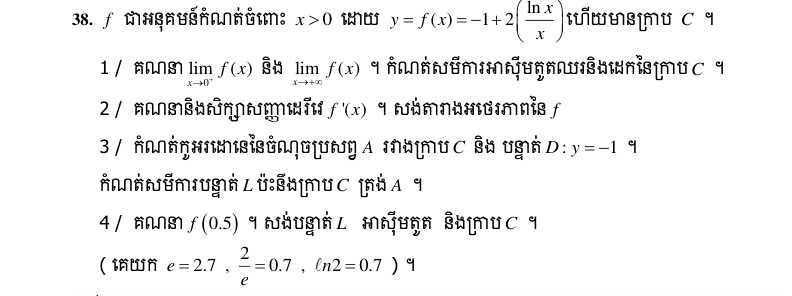 38. f ជាអនុគមន៍កំណត់ចំពោះ x > 0 ដោយ y = f(x) = −1 + 2(ln x / x) ហើយមានក្រាប C ។
1 / គណនា lim x→0⁺ f(x) និង lim x→+∞ f(x) ។ កំណត់សមីការអាស៊ីមតូតឈរនិងដេកនៃក្រាប C ។
2 / គណនានិងសិក្សាសញ្ញាដេរីវេ f '(x) ។ សង់តារាងអថេរភាពនៃ f
3 / កំណត់កូអរដោនេនៃចំណុចប្រសព្វ A រវាងក្រាប C និង បន្ទាត់ D : y = −1 ។
កំណត់សមីការបន្ទាត់ L ប៉ះនឹងក្រាប C ត្រង់ A ។
4 / គណនា f(0.5) ។ សង់បន្ទាត់ L អាស៊ីមតូត និងក្រាប C ។
( គេយក e = 2.7 , 2/e = 0.7 , ℓn2 = 0.7 ) ។